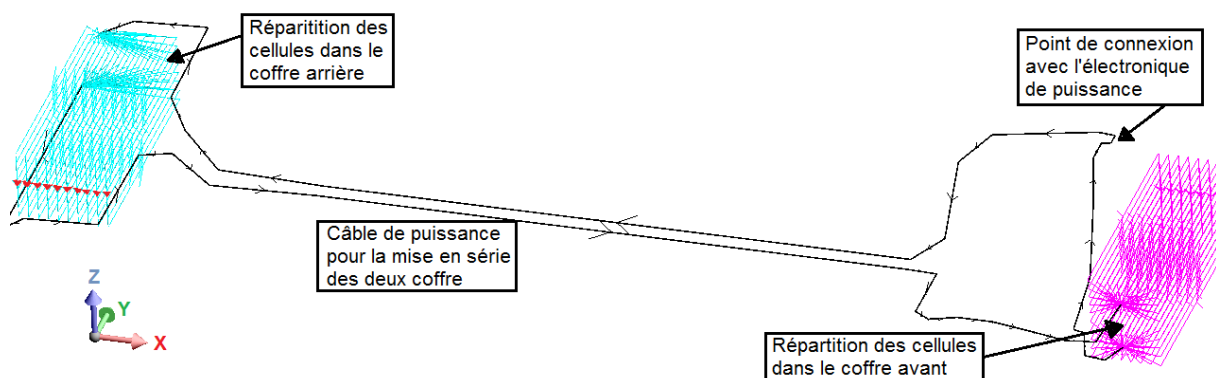 Réparitition des
cellules dans le
coffre arrière
Point de connexion
avec l'électronique
de puissance
Câble de puissance
pour la mise en série
des deux coffre
Z
Y
X
Répartition des cellules
dans le coffre avant